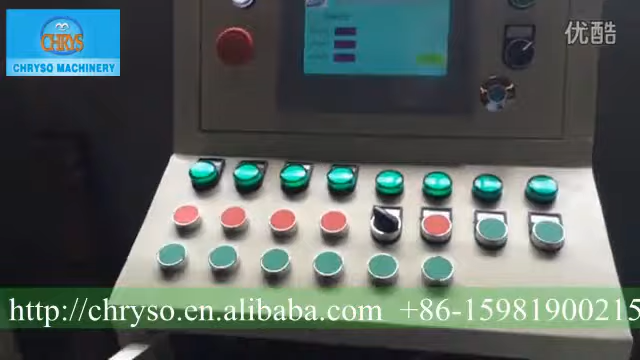 CHRYS
CHRYSO MACHINERY
优酷
http://chryso.en.alibaba.com +86-15981900215